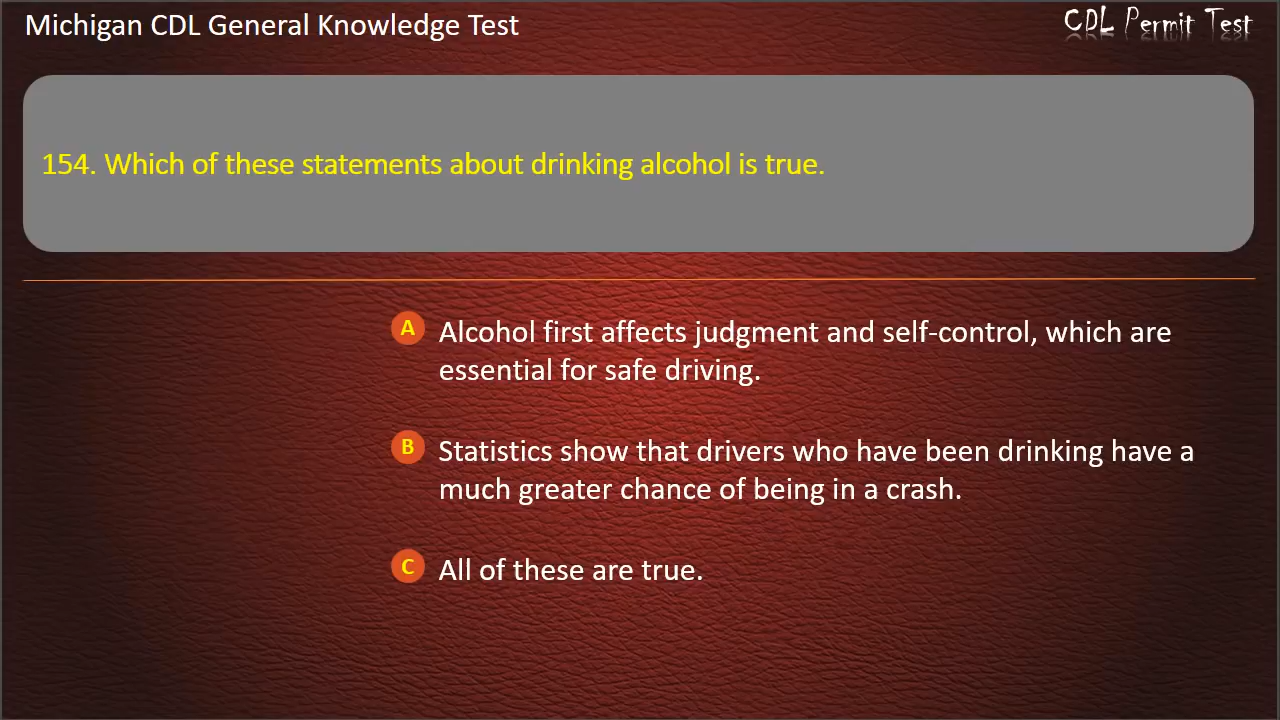 Michigan CDL General Knowledge Test
CDL Permit Test
154. Which of these statements about drinking alcohol is true.
A Alcohol first affects judgment and self-control, which are
essential for safe driving.
B Statistics show that drivers who have been drinking have a
much greater chance of being in a crash.
C All of these are true.